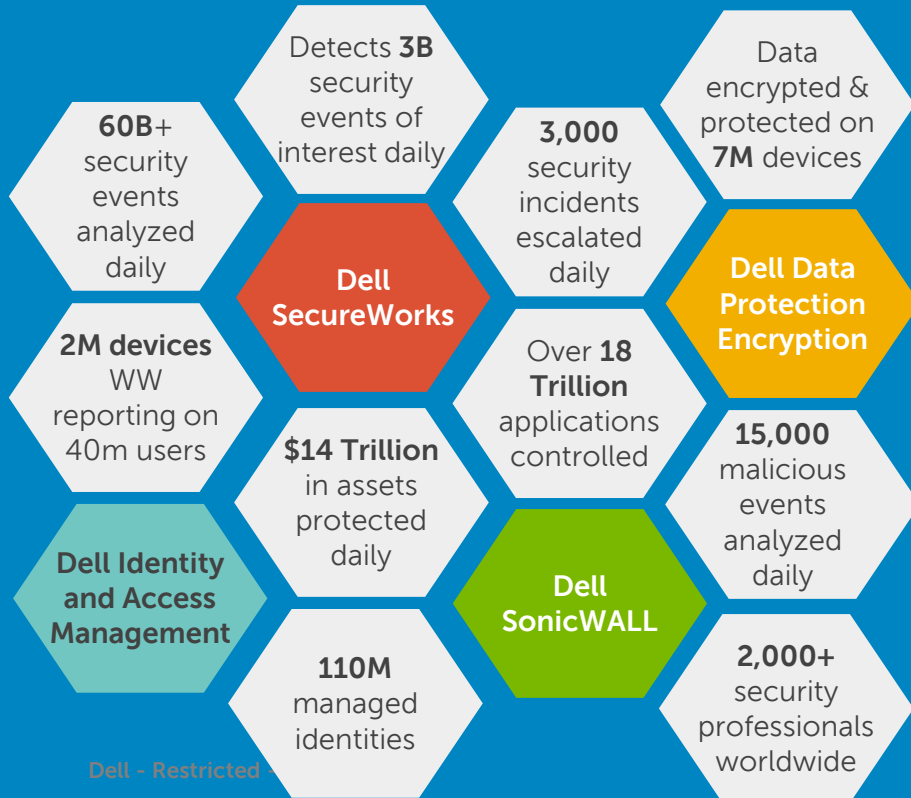 Detects 3B
security
events of
interest daily
Data
encrypted &
protected on
7M devices
60B+
security
events
analyzed
daily
3,000
security
incidents
escalated
daily
Dell
SecureWorks
Dell Data
Protection
Encryption
2M devices
WW
reporting on
40m users
Over 18
Trillion
applications
controlled
$14 Trillion
in assets
protected
daily
15,000
malicious
events
analyzed
daily
Dell Identity
and Access
Management
Dell
SonicWALL
110M
managed
identities
2,000+
security
professionals
worldwide
Dell - Restricted -